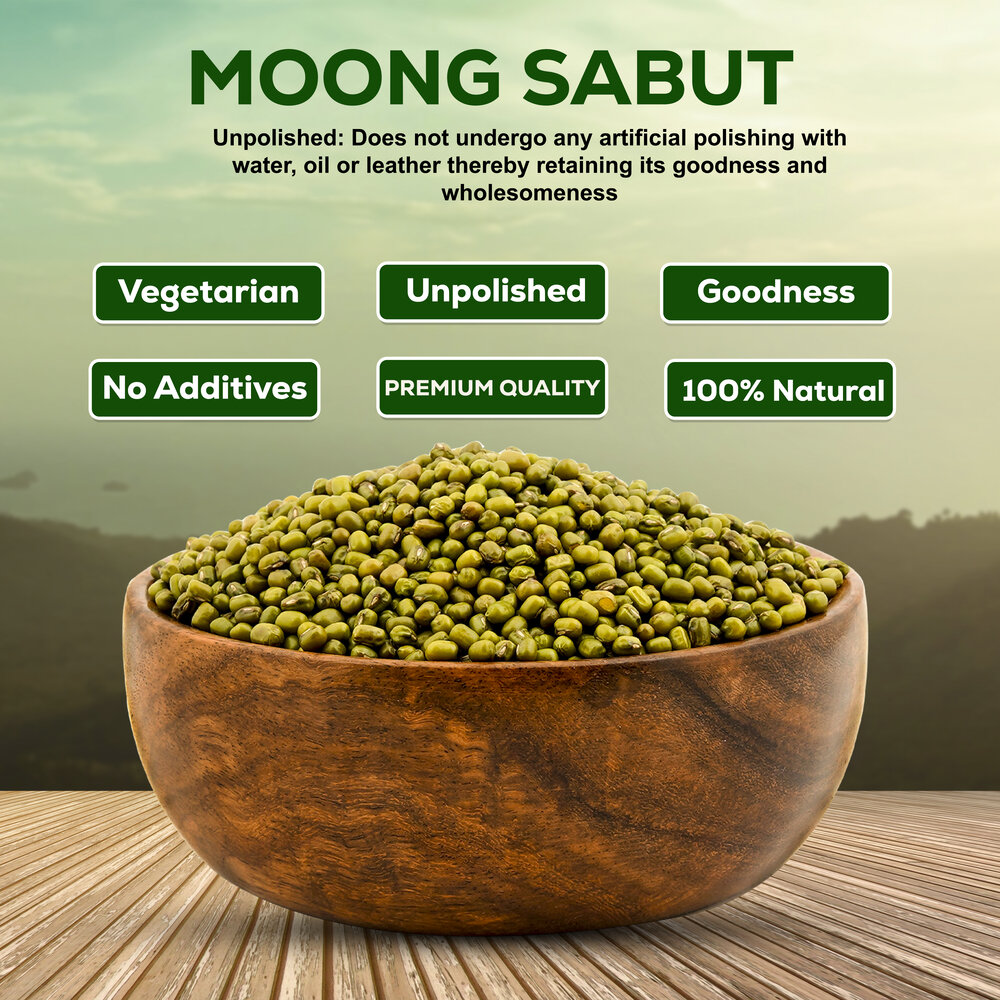 MOONG SABUT
Unpolished: Does not undergo any artificial polishing with
water, oil or leather thereby retaining its goodness and
wholesomeness
Vegetarian
Unpolished
Goodness
No Additives
PREMIUM QUALITY
100% Natural